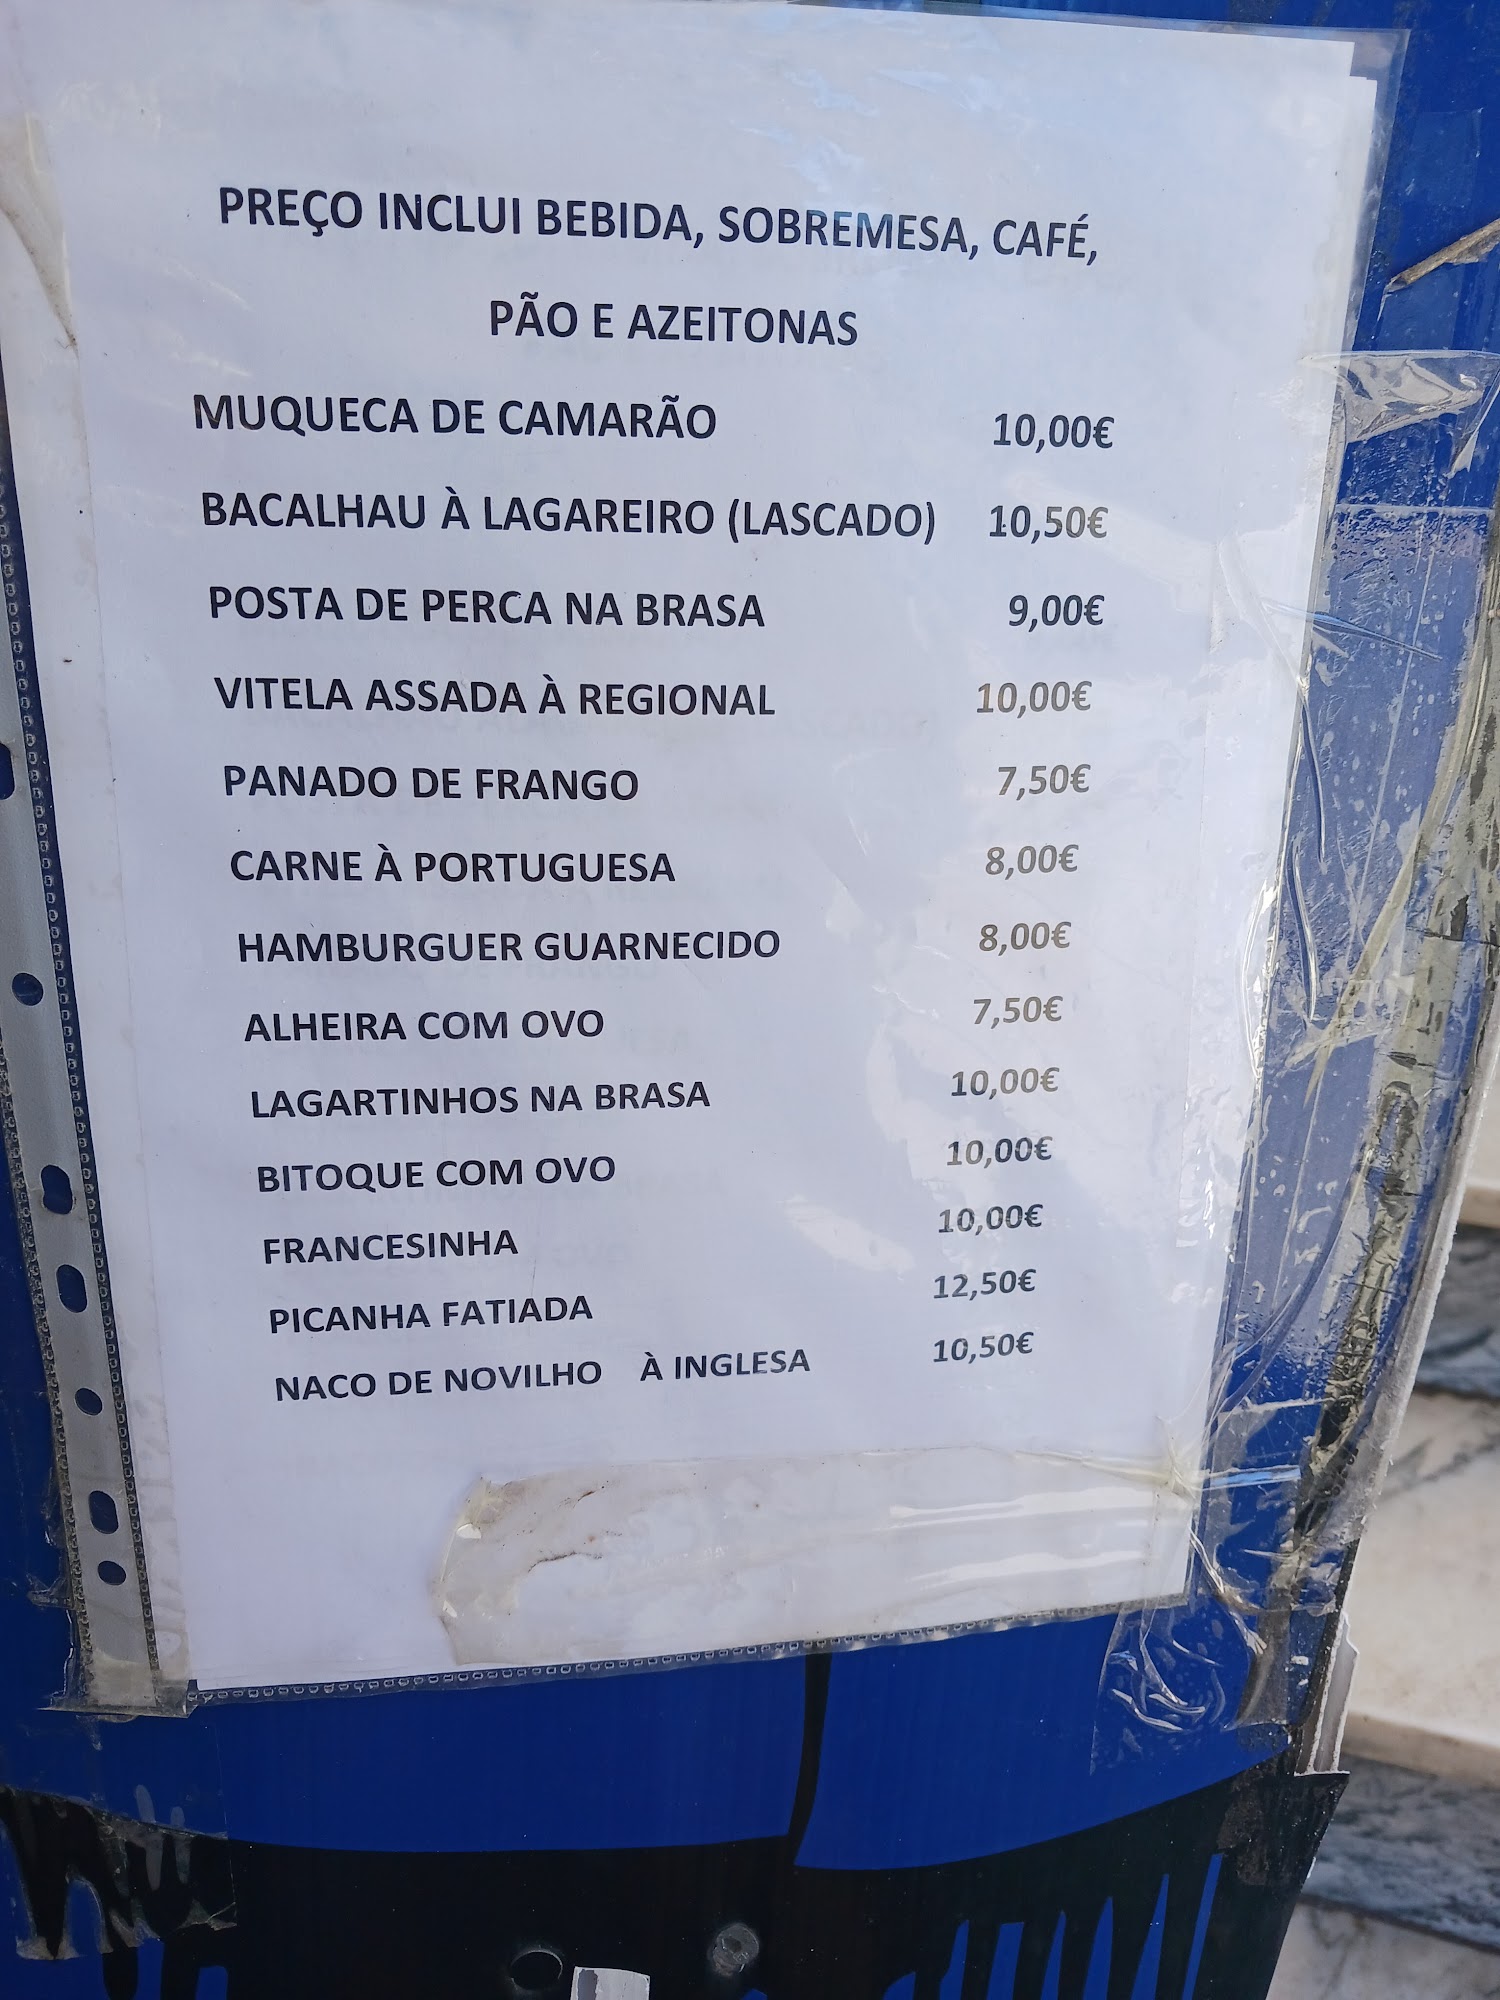 PREÇO INCLUI BEBIDA, SOBREMESA, CAFÉ,
PÃO E AZEITONAS
MUQUECA DE CAMARÃO 10,00€
BACALHAU À LAGAREIRO (LASCADO) 10,50€
POSTA DE PERCA NA BRASA 9,00€
VITELA ASSADA À REGIONAL 10,00€
PANADO DE FRANGO 7,50€
CARNE À PORTUGUESA 8,00€
HAMBURGUER GUARNECIDO 8,00€
ALHEIRA COM OVO 7,50€
LAGARTINHOS NA BRASA 10,00€
BITOQUE COM OVO 10,00€
FRANCESINHA 10,00€
PICANHA FATIADA 12,50€
NACO DE NOVILHO À INGLESA 10,50€